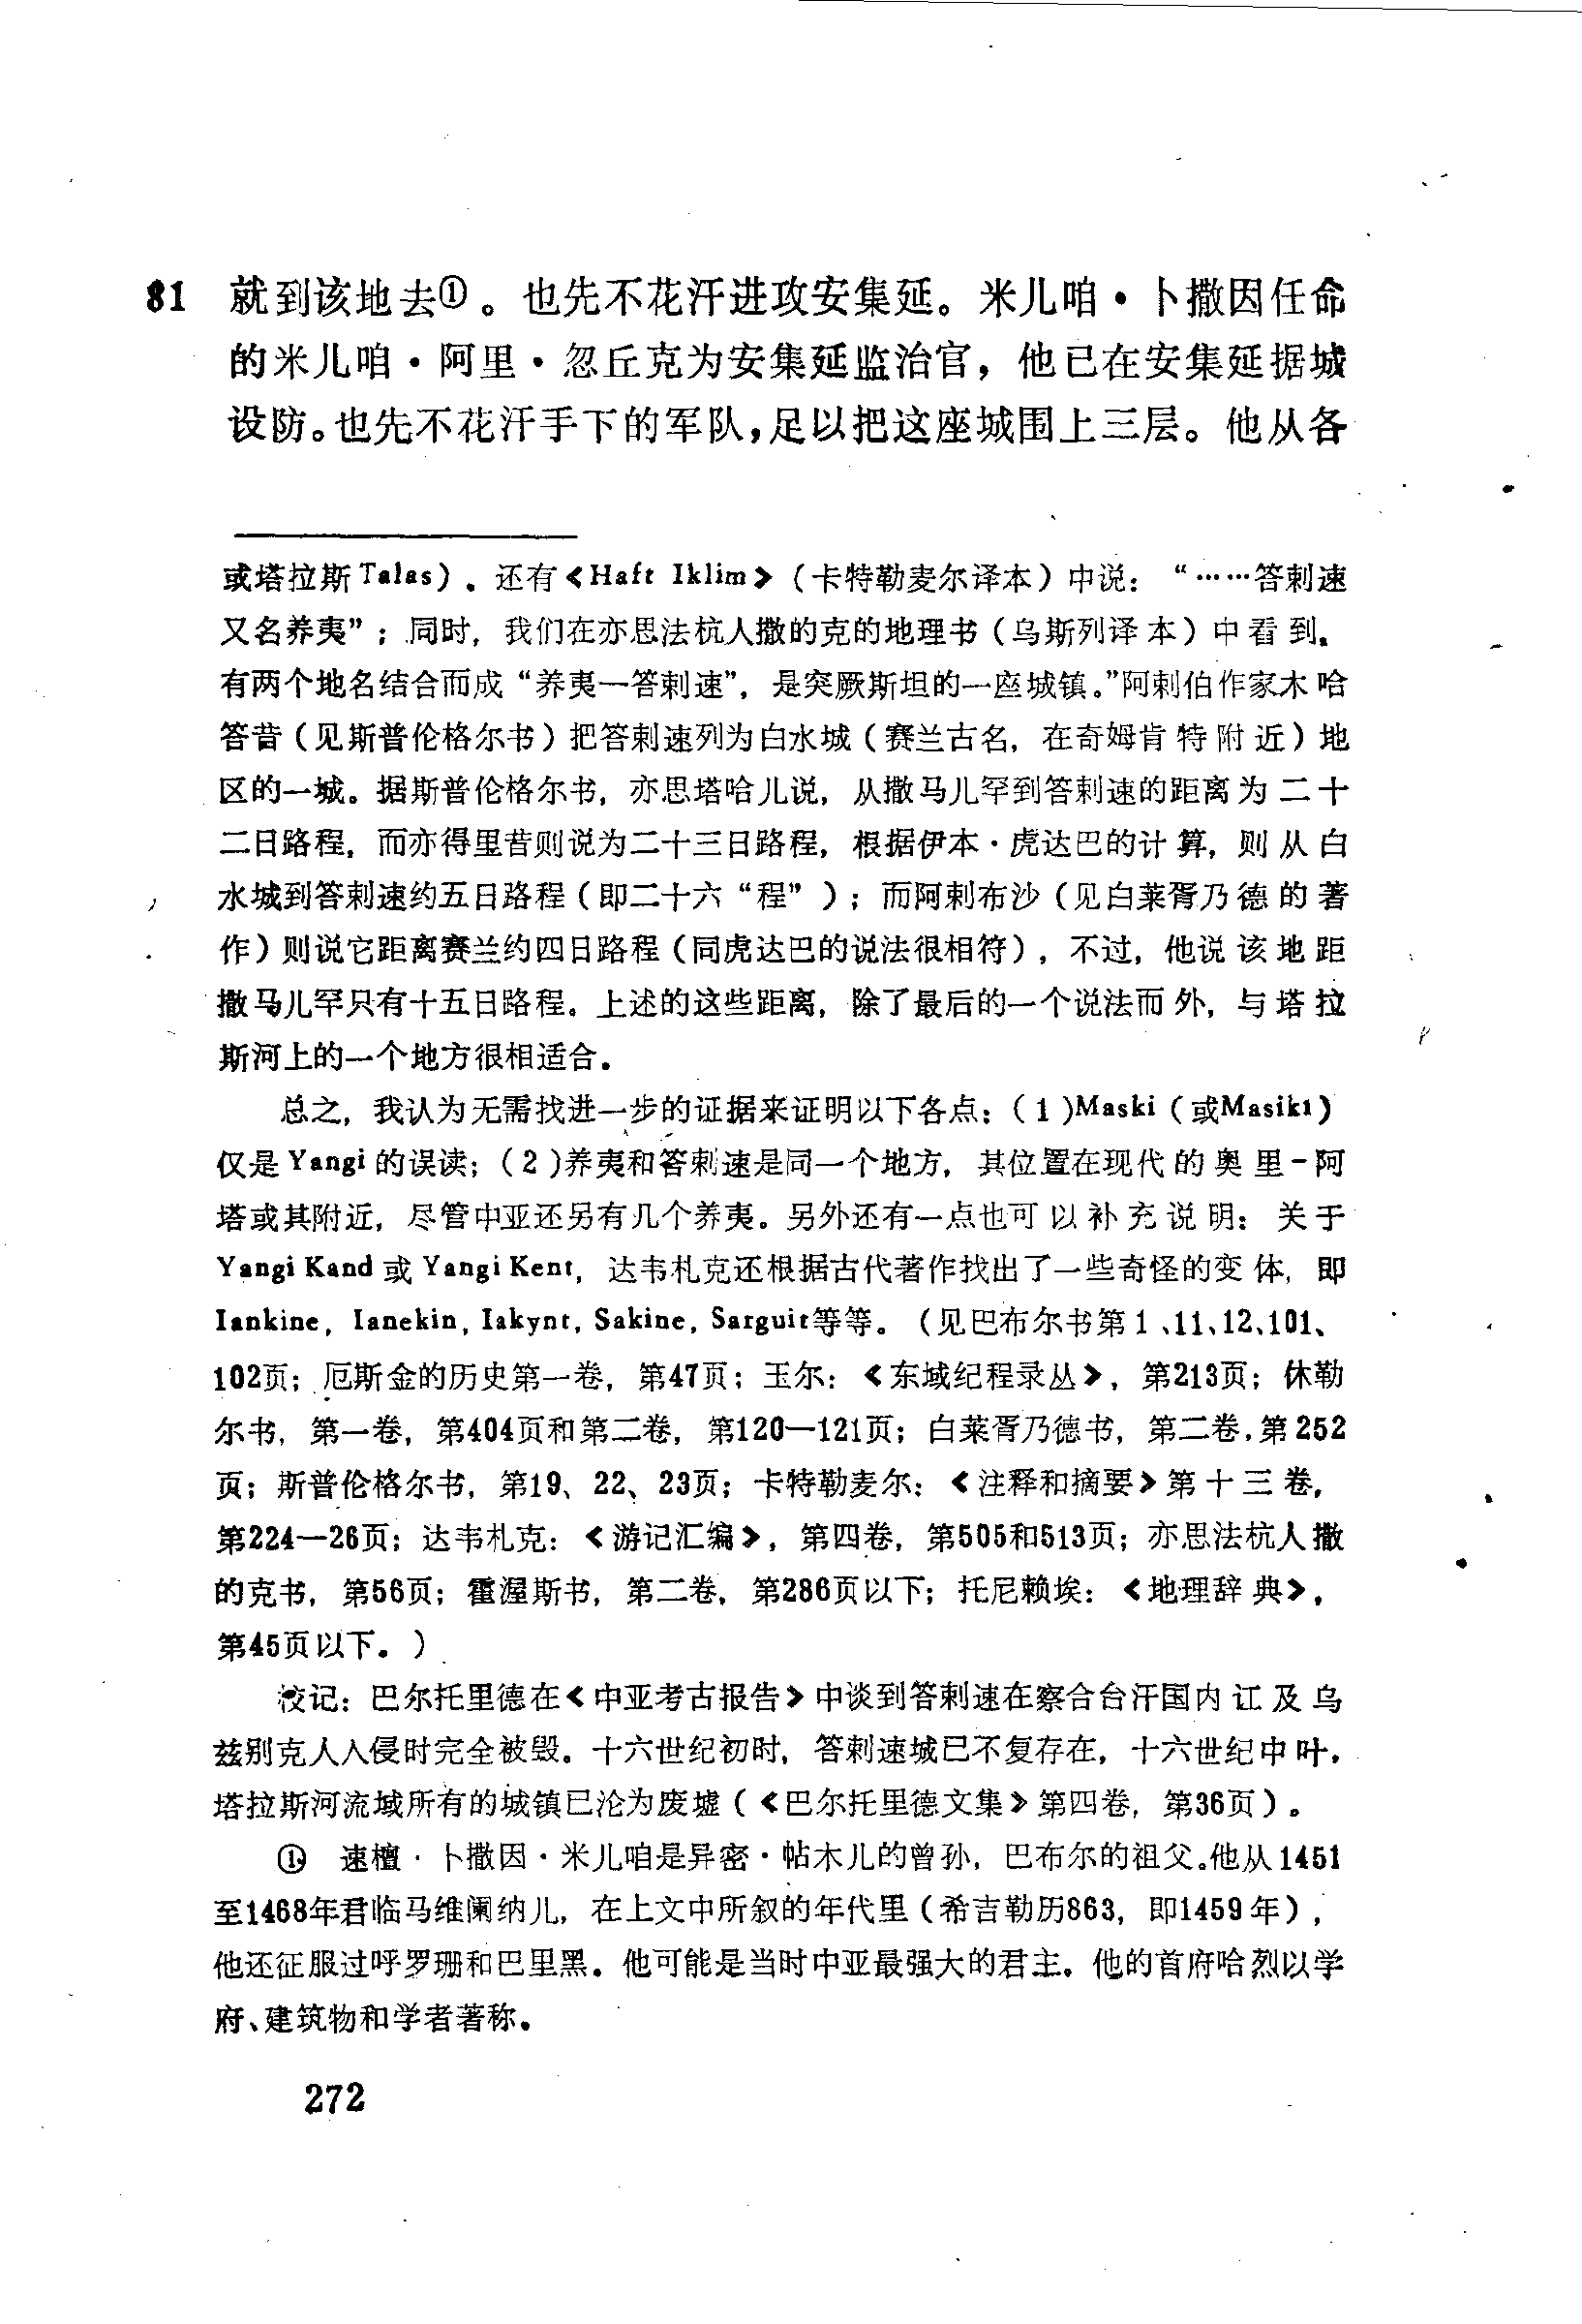 81 就到该地去①。也先不花汗进攻安集延。米儿咱·卜撒因任命
的米儿咱·阿里·忽丘克为安集延监治官，他已在安集延据城
设防。也先不花汗手下的军队，足以把这座城围上三层。他从各
或塔拉斯Talas）。还有《Haft Iklim》（卡特勒麦尔译本）中说：“……答剌速
又名养夷”；同时，我们在亦思法杭人撒的克的地理书（乌斯列译本）中看到，
有两个地名结合而成“养夷一答剌速”，是突厥斯坦的一座城镇。”阿剌伯作家木哈
答昔（见斯普伦格尔书）把答剌速列为白水城（赛兰古名，在奇姆肯特附近）地
区的一城。据斯普伦格尔书，亦思塔哈儿说，从撒马儿罕到答剌速的距离为二十
二日路程，而亦得里昔则说为二十三日路程，根据伊本·虎达巴的计算，则从白
水城到答剌速约五日路程（即二十六“程”）；而阿剌布沙（见白莱胥乃德的著
作）则说它距离赛兰约四日路程（同虎达巴的说法很相符），不过，他说该地距
撒马儿罕只有十五日路程。上述的这些距离，除了最后的一个说法而外，与塔拉
斯河上的一个地方很相适合。
总之，我认为无需找进一步的证据来证明以下各点：（1）Maski（或Masiki）
仅是Yangi的误读；（2）养夷和答剌速是同一个地方，其位置在现代的奥里-阿
塔或其附近，尽管中亚还另有几个养夷。另外还有一点也可以补充说明：关于
Yangi Kand或Yangi Kent，达韦札克还根据古代著作找出了一些奇怪的变体，即
Iankine, Ianekin, Iakynt, Sakine, Sarguit等等。（见巴布尔书第1、11、12、101、
102页；厄斯金的历史第一卷，第47页；玉尔：《东域纪程录丛》，第213页；休勒
尔书，第一卷，第404页和第二卷，第120—121页；白莱胥乃德书，第二卷，第252
页；斯普伦格尔书，第19、22、23页；卡特勒麦尔：《注释和摘要》第十三卷，
第224—26页；达韦札克：《游记汇编》，第四卷，第505和513页；亦思法杭人撒
的克书，第56页；霍渥斯书，第二卷，第286页以下；托尼赖埃：《地理辞典》，
第45页以下。）
校记：巴尔托里德在《中亚考古报告》中谈到答剌速在察合台汗国内讧及乌
兹别克人入侵时完全被毁。十六世纪初时，答剌速城已不复存在，十六世纪中叶，
塔拉斯河流域所有的城镇已沦为废墟（《巴尔托里德文集》第四卷，第36页）。
① 速檀·卜撒因·米儿咱是异密·帖木儿的曾孙，巴布尔的祖父。他从1451
至1468年君临马维阑纳儿，在上文中所叙的年代里（希吉勒历863，即1459年），
他还征服过呼罗珊和巴里黑。他可能是当时中亚最强大的君主。他的首府哈烈以学
府、建筑物和学者著称。
272